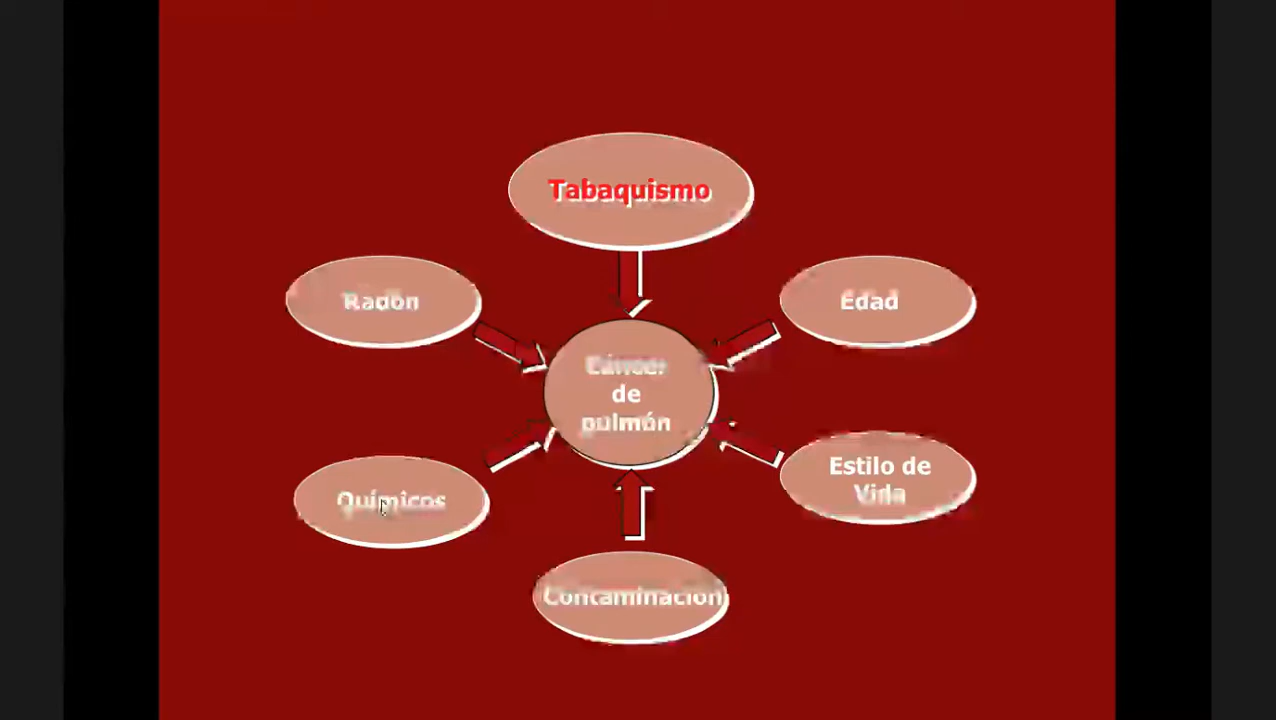 Tabaquismo
Radón
Edad
Cáncer
de
pulmón
Químicos
Estilo de
Vida
Contaminación